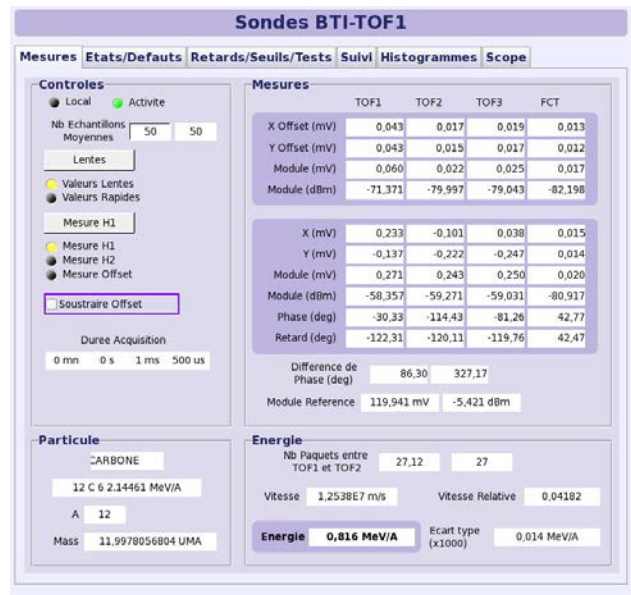 Sondes BTI-TOF1
Mesures Etats/Defauts Retards/Seuils/Tests Suivi Histogrammes Scope
Controles
Local Activite
Nb Echantillons Moyennes 50 50
Lentes
Valeurs Lentes
Valeurs Rapides
Mesure H1
Mesure H1
Mesure H2
Mesure Offset
Soustraire Offset
Duree Acquisition
0 mn 0 s 1 ms 500 us
Mesures
TOF1 TOF2 TOF3 FCT
X Offset (mV) 0,043 0,017 0,019 0,013
Y Offset (mV) 0,043 0,015 0,017 0,012
Module (mV) 0,060 0,022 0,025 0,017
Module (dBm) -71,371 -79,997 -79,043 -82,198
X (mV) 0,233 -0,101 0,038 0,015
Y (mV) -0,137 -0,222 -0,247 0,014
Module (mV) 0,271 0,243 0,250 0,020
Module (dBm) -58,357 -59,271 -59,031 -80,917
Phase (deg) -30,33 -114,43 -81,26 42,77
Retard (deg) -122,31 -120,11 -119,76 42,47
Difference de
Phase (deg) 86,30 327,17
Module Reference 119,941 mV -5,421 dBm
Particule
CARBONE
12 C 6 2.14461 MeV/A
A 12
Mass 11,9978056804 UMA
Energie
Nb Paquets entre
TOF1 et TOF2 27,12 27
Vitesse 1,2538E7 m/s Vitesse Relative 0,04182
Energie 0,816 MeV/A Ecart type
(x1000) 0,014 MeV/A